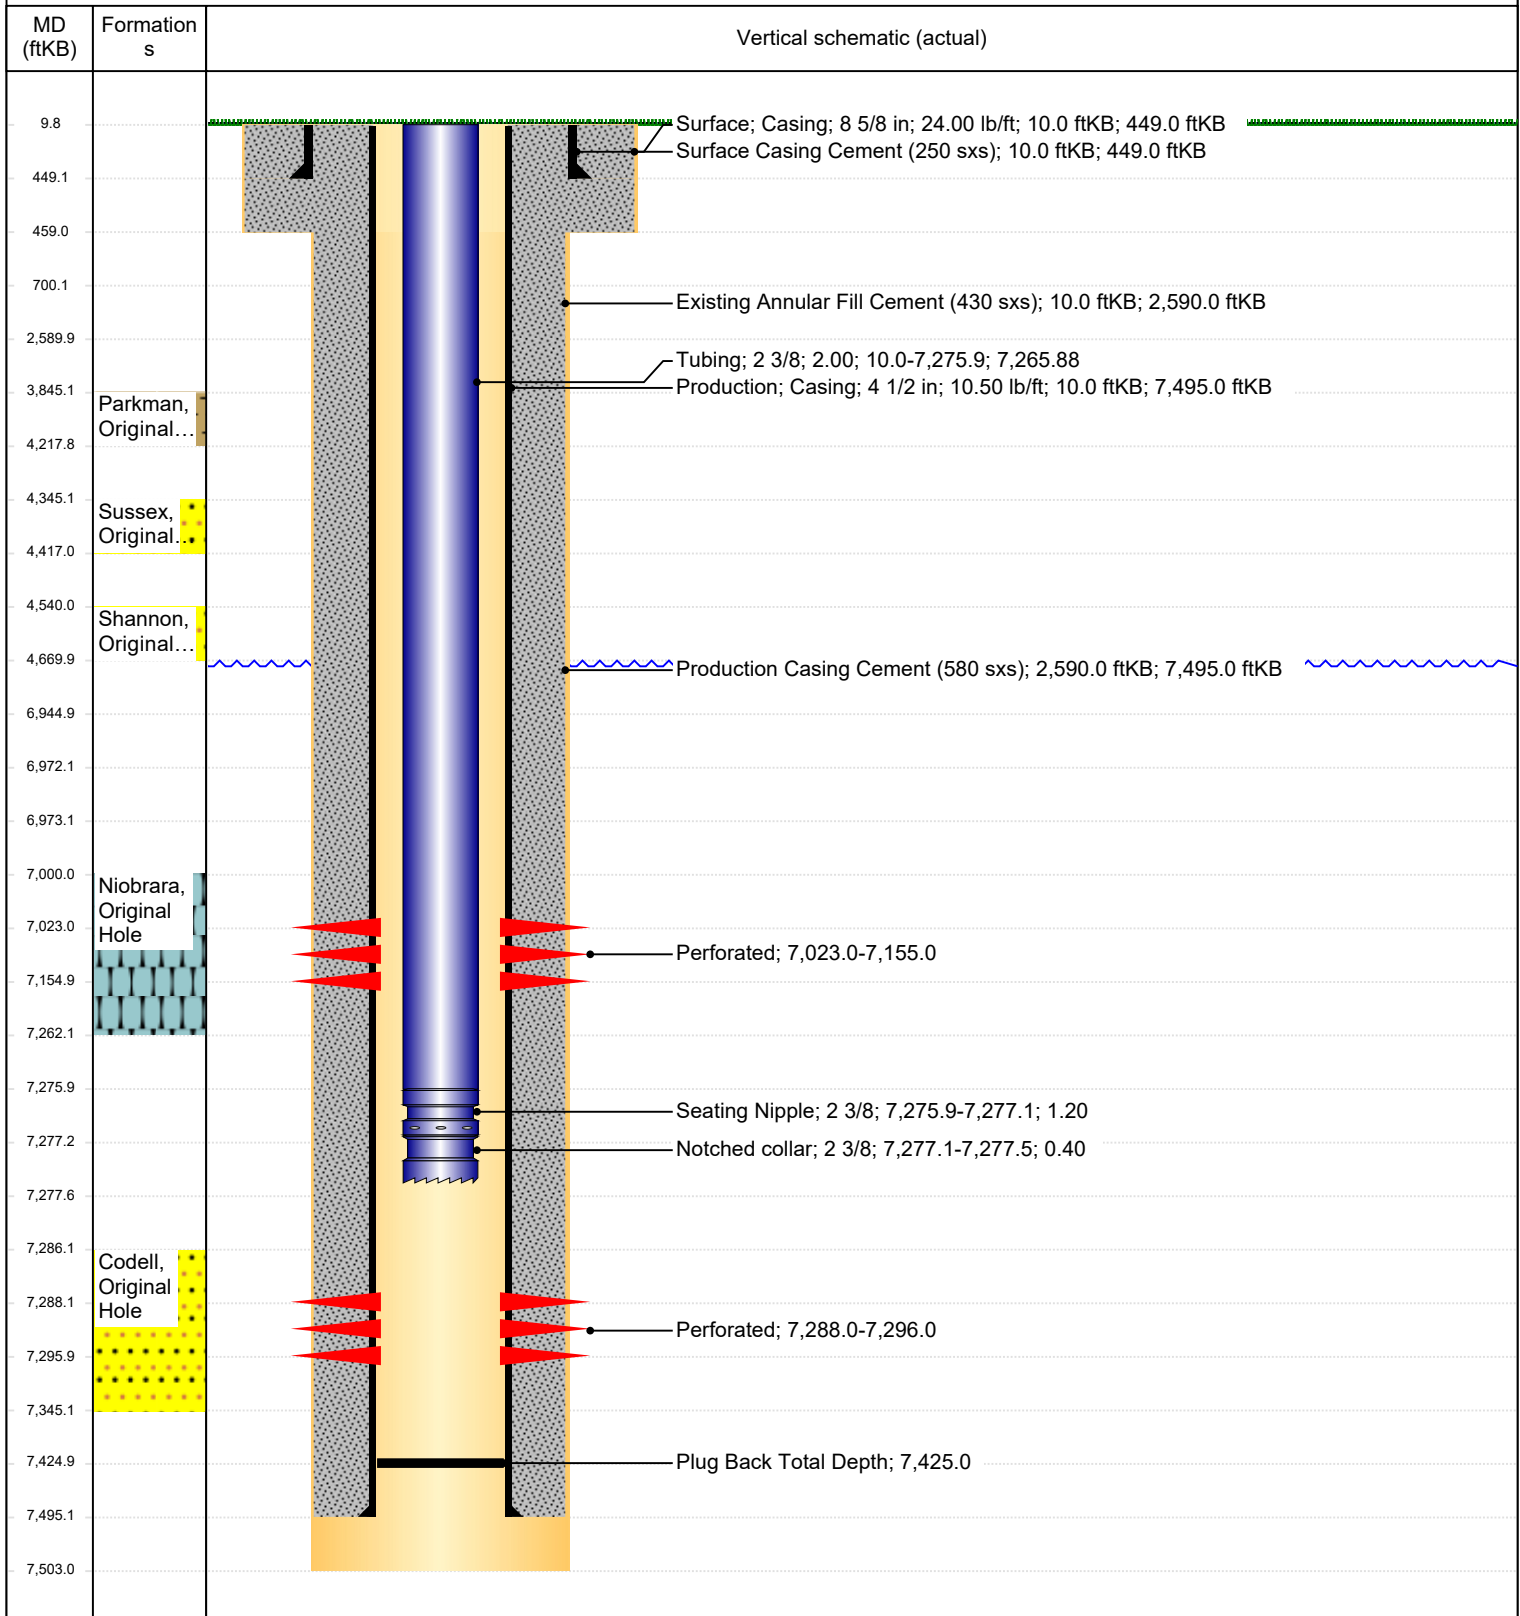 MD
(ftKB)
Formation
s
Vertical schematic (actual)
9.8
Surface; Casing; 8 5/8 in; 24.00 lb/ft; 10.0 ftKB; 449.0 ftKB
Surface Casing Cement (250 sxs); 10.0 ftKB; 449.0 ftKB
449.1
459.0
700.1
Existing Annular Fill Cement (430 sxs); 10.0 ftKB; 2,590.0 ftKB
2,589.9
Tubing; 2 3/8; 2.00; 10.0-7,275.9; 7,265.88
Production; Casing; 4 1/2 in; 10.50 lb/ft; 10.0 ftKB; 7,495.0 ftKB
3,845.1
Parkman,
Original...
4,217.8
4,345.1
Sussex,
Original...
4,417.0
4,540.0
Shannon,
Original...
4,669.9
Production Casing Cement (580 sxs); 2,590.0 ftKB; 7,495.0 ftKB
6,944.9
6,972.1
6,973.1
7,000.0
Niobrara,
Original
Hole
7,023.0
Perforated; 7,023.0-7,155.0
7,154.9
7,262.1
7,275.9
Seating Nipple; 2 3/8; 7,275.9-7,277.1; 1.20
7,277.2
Notched collar; 2 3/8; 7,277.1-7,277.5; 0.40
7,277.6
7,286.1
Codell,
Original
Hole
7,288.1
Perforated; 7,288.0-7,296.0
7,295.9
7,345.1
7,424.9
Plug Back Total Depth; 7,425.0
7,495.1
7,503.0